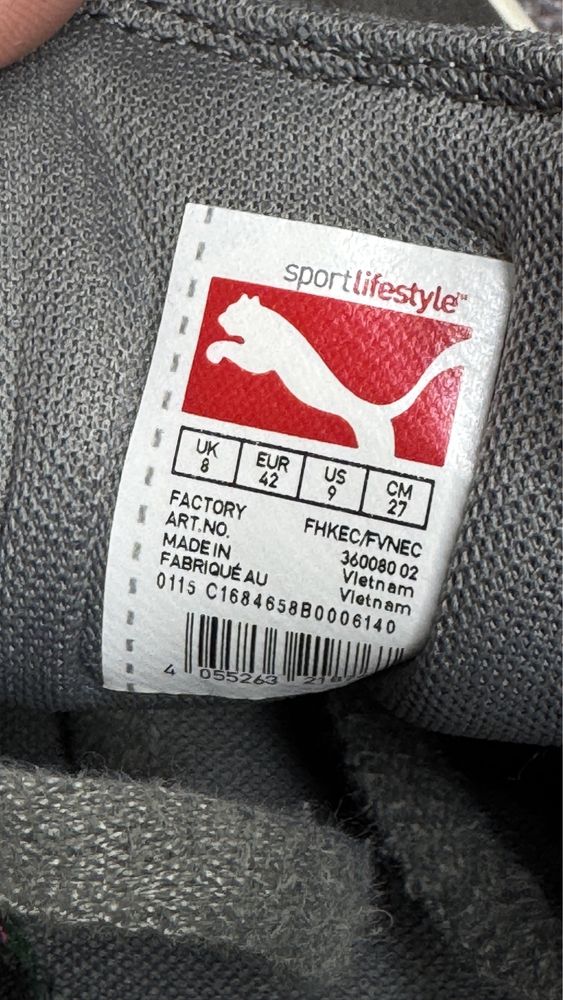 sportlifestyle™
UK EUR US CM
8 42 9 27
FACTORY FHKEC/FVNEC
ART.NO. 360080 02
MADE IN Vietnam
FABRIQUÉ AU Vietnam
0115 C1684658B0006140
4 055263